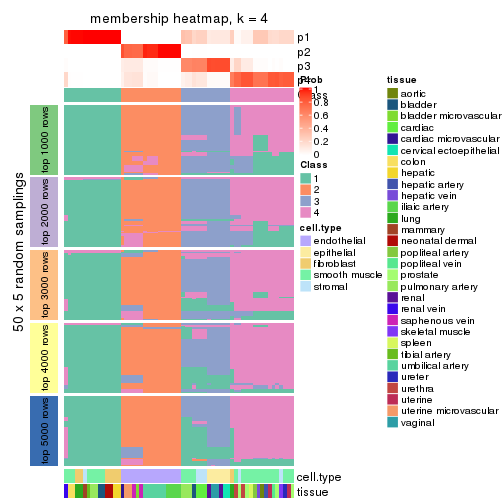 membership heatmap, k = 4
p1
p2
p3
Class
50 x 5 random samplings
top 1000 rows
top 2000 rows
top 3000 rows
top 4000 rows
top 5000 rows
cell.type
tissue
1
0.8
0.6
0.4
0.2
0
Class
1
2
3
4
cell.type
endothelial
epithelial
fibroblast
smooth muscle
stromal
tissue
aortic
bladder
bladder microvascular
cardiac
cardiac microvascular
cervical ectoepithelial
colon
hepatic
hepatic artery
hepatic vein
iliaic artery
lung
mammary
neonatal dermal
popliteal artery
popliteal vein
prostate
pulmonary artery
renal
renal vein
saphenous vein
skeletal muscle
spleen
tibial artery
umbilical artery
ureter
urethra
uterine
uterine microvascular
vaginal